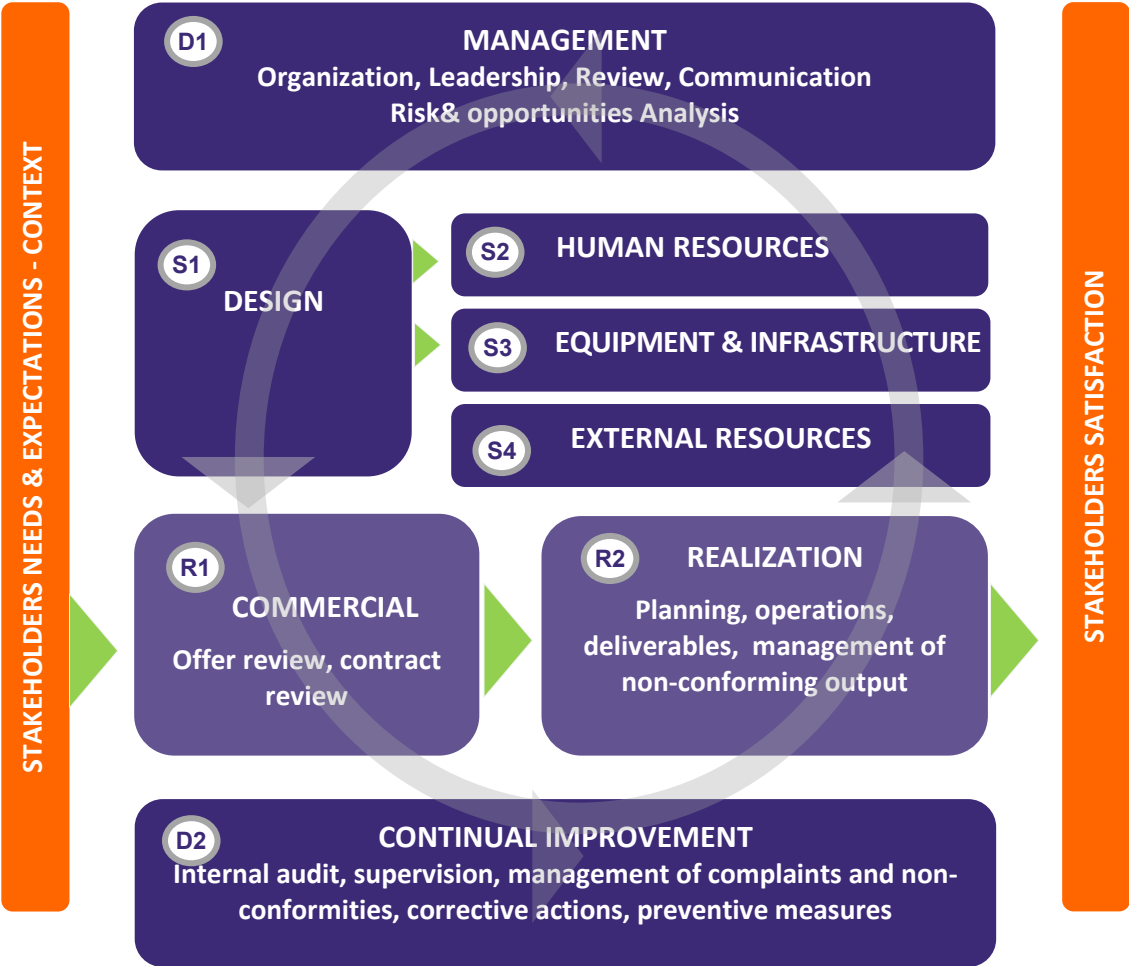 STAKEHOLDERS NEEDS & EXPECTATIONS - CONTEXT
D1
MANAGEMENT
Organization, Leadership, Review, Communication
Risk& opportunities Analysis
S1
DESIGN
S2
HUMAN RESOURCES
S3
EQUIPMENT & INFRASTRUCTURE
S4
EXTERNAL RESOURCES
R1
COMMERCIAL
Offer review, contract
review
R2
REALIZATION
Planning, operations,
deliverables,  management of
non-conforming output
D2
CONTINUAL IMPROVEMENT
Internal audit, supervision, management of complaints and non-
conformities, corrective actions, preventive measures
STAKEHOLDERS SATISFACTION